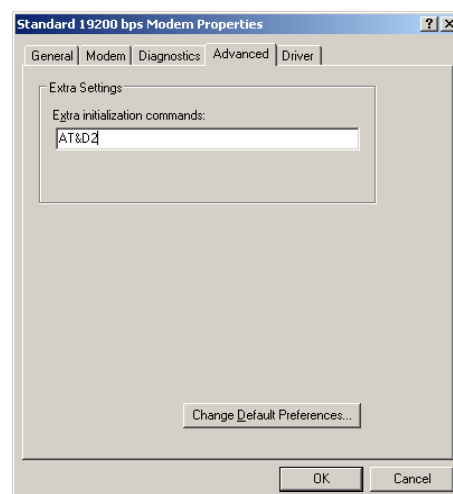 Standard 19200 bps Modem Properties
General Modem Diagnostics Advanced Driver
Extra Settings
Extra initialization commands:
AT&D2
Change Default Preferences...
OK Cancel